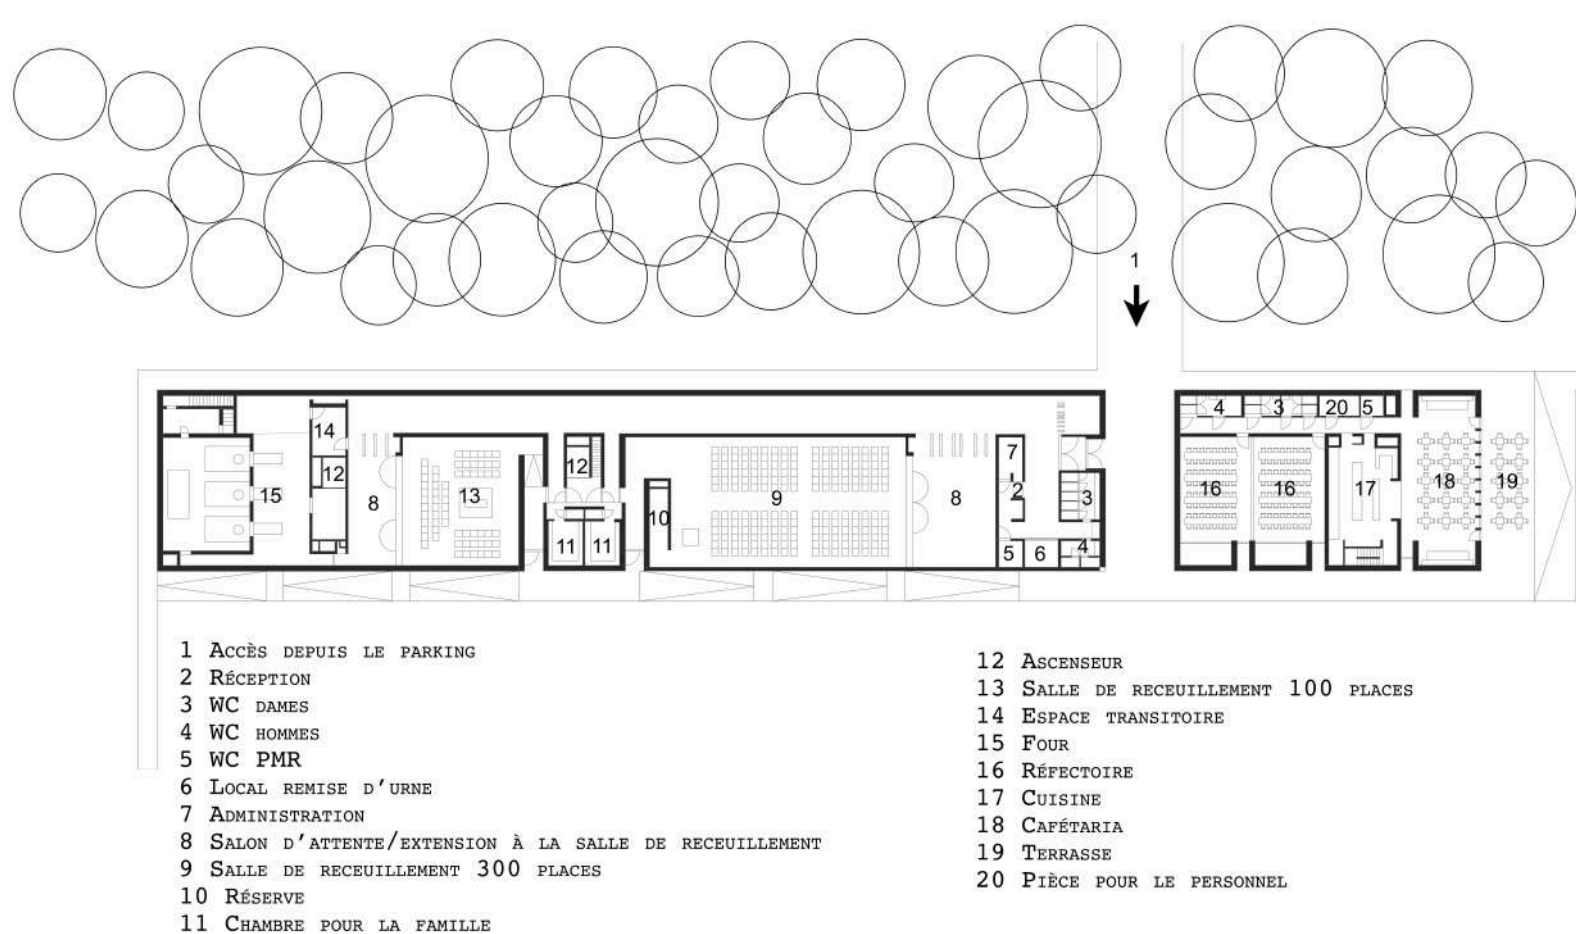 1
4 3 20 5
14
12
12
7
15
8
13
9
8
2
3
16
16
17
18
19
10
11
11
5
6
4
1 Accès depuis le parking
2 Réception
3 WC dames
4 WC hommes
5 WC PMR
6 Local remise d'urne
7 Administration
8 Salon d'attente/extension à la salle de receuillement
9 Salle de receuillement 300 places
10 Réserve
11 Chambre pour la famille
12 Ascenseur
13 Salle de receuillement 100 places
14 Espace transitoire
15 Four
16 Réfectoire
17 Cuisine
18 Cafétaria
19 Terrasse
20 Pièce pour le personnel